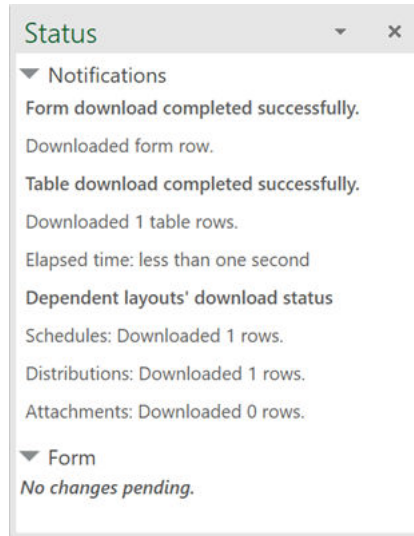 Status
Notifications
Form download completed successfully.
Downloaded form row.
Table download completed successfully.
Downloaded 1 table rows.
Elapsed time: less than one second
Dependent layouts' download status
Schedules: Downloaded 1 rows.
Distributions: Downloaded 1 rows.
Attachments: Downloaded 0 rows.
Form
No changes pending.